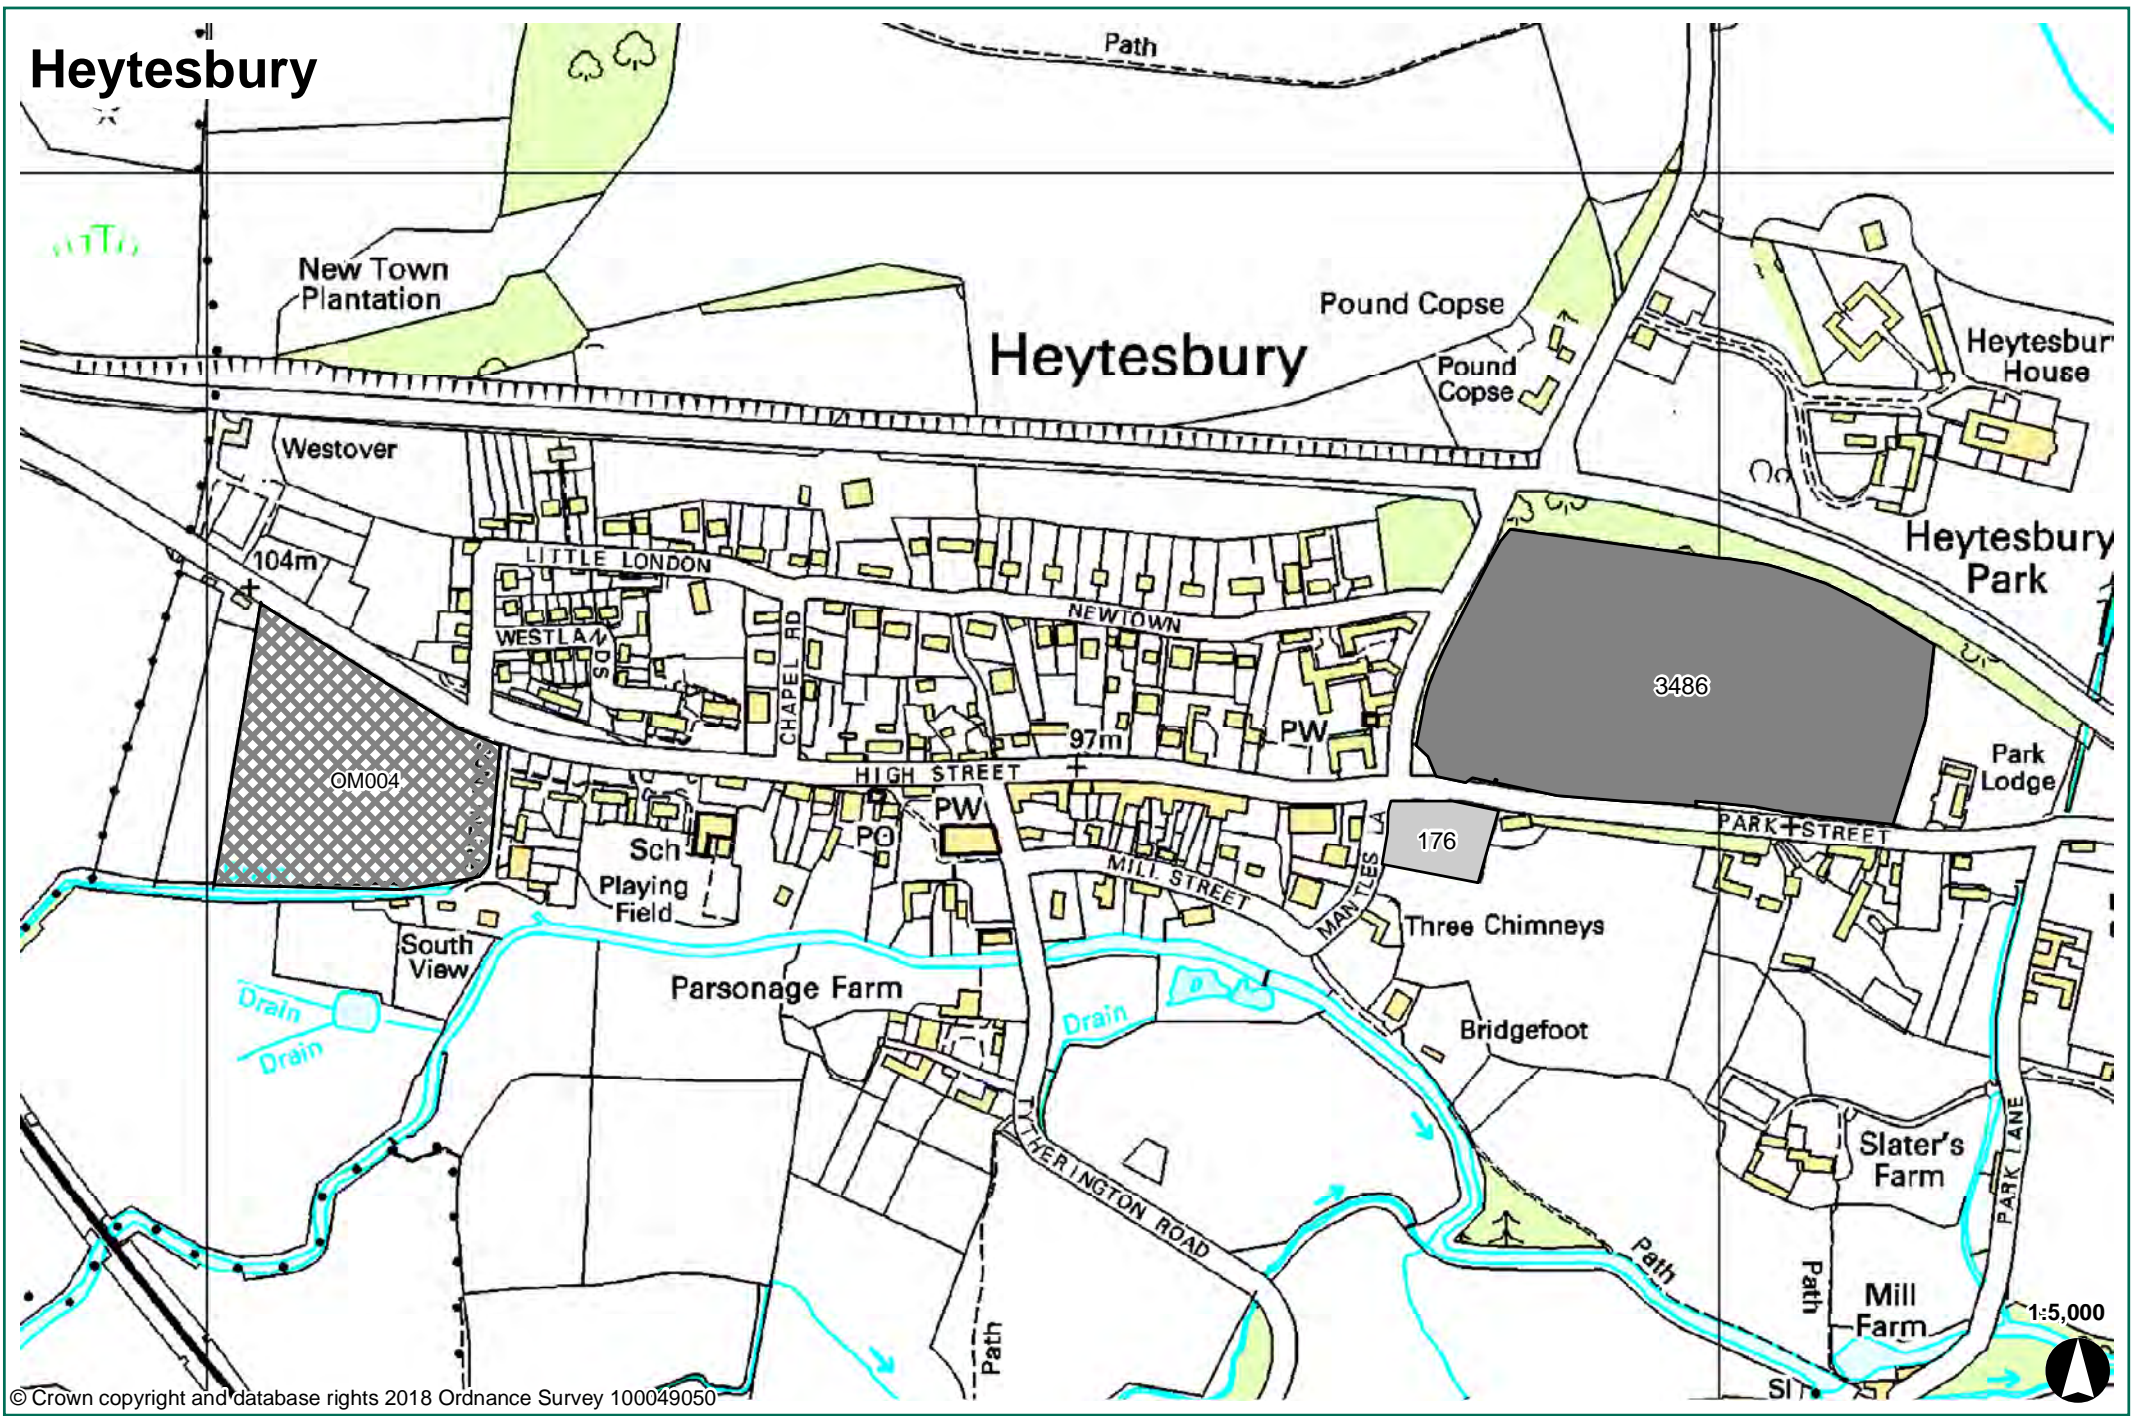 Heytesbury
Path
New Town
Plantation
Pound Copse
Heytesbury
Pound
Copse
Heytesbur
House
Westover
Heytesbury
Park
104m
LITTLE LONDON
NEWTOWN
WESTLANDS
CHAPEL RD
3486
OM004
97m
PW
HIGH STREET
Park
Lodge
PW
PO
PARK STREET
176
Sch
MILL STREET
MANTLES LA
Playing
Field
Three Chimneys
South
View
Parsonage Farm
Drain
Drain
Drain
Bridgefoot
TYTHERINGTON ROAD
Slater's
Farm
PARK LANE
Path
Path
Path
Mill
Farm
1:5,000
Sl
© Crown copyright and database rights 2018 Ordnance Survey 100049050